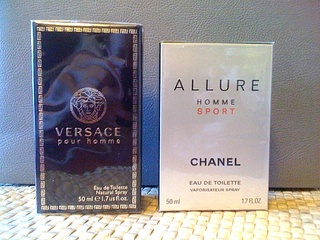 VERSACE
pour homme
Eau de Toilette
Natural Spray
50 ml e 1.7us fl.oz.
ALLURE
HOMME
SPORT
CHANEL
EAU DE TOILETTE
VAPORISATEUR SPRAY
50 ml 1.7 FL.OZ.